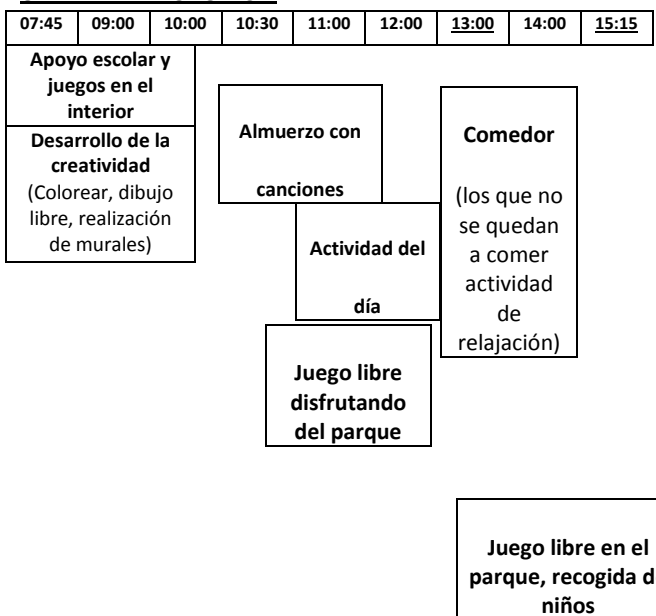 07:45 09:00 10:00 10:30 11:00 12:00 13:00 14:00 15:15
Apoyo escolar y
juegos en el
interior
Desarrollo de la
creatividad
(Colorear, dibujo
libre, realización
de murales)
Almuerzo con
canciones
Actividad del
día
Juego libre
disfrutando
del parque
Comedor
(los que no
se quedan
a comer
actividad
de
relajación)
Juego libre en el
parque, recogida d
niños